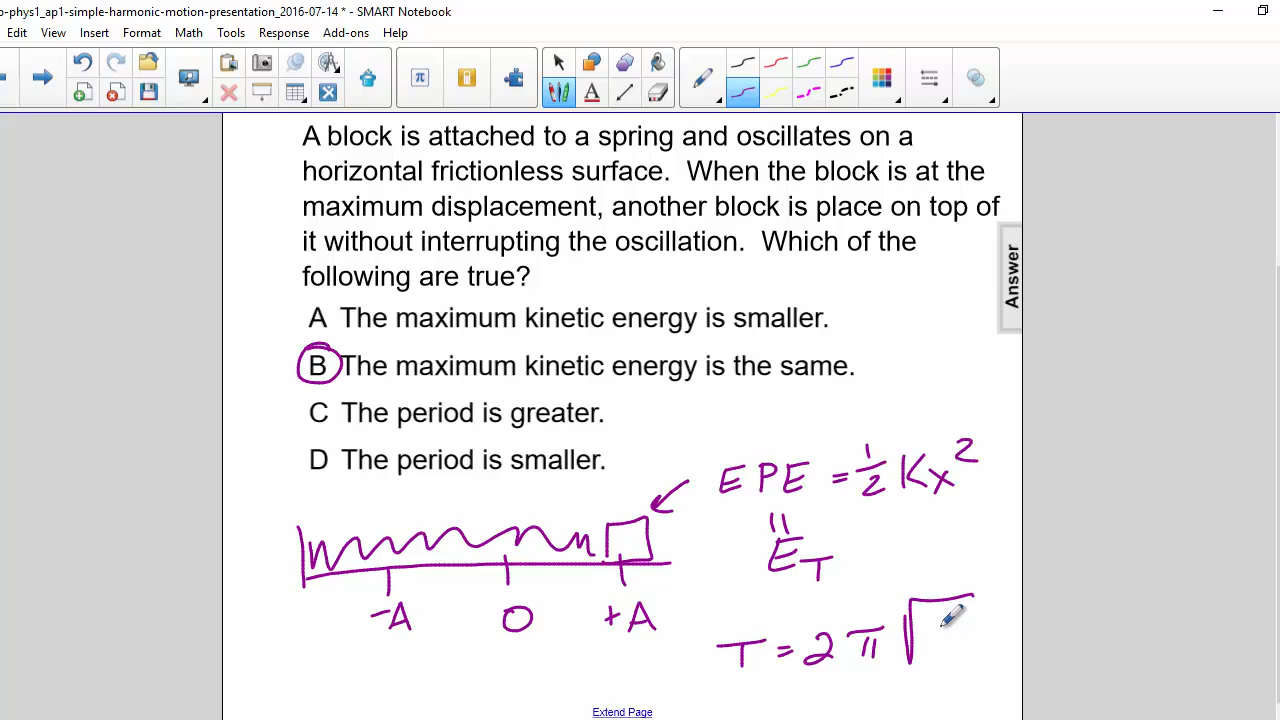 o-phys1_ap1-simple-harmonic-motion-presentation_2016-07-14 * - SMART Notebook
Edit View Insert Format Math Tools Response Add-ons Help
A block is attached to a spring and oscillates on a
horizontal frictionless surface. When the block is at the
maximum displacement, another block is place on top of
it without interrupting the oscillation. Which of the
following are true?
Answer
A The maximum kinetic energy is smaller.
B The maximum kinetic energy is the same.
C The period is greater.
D The period is smaller.
EPE = 1/2 Kx²
=
E_T
-A 0 +A
T = 2π√
Extend Page